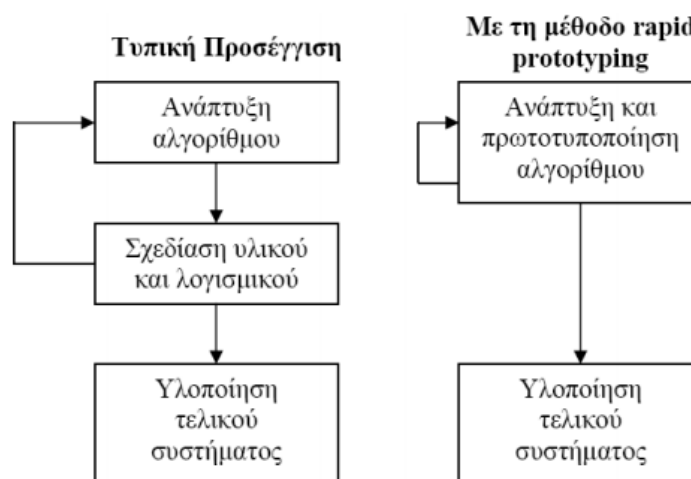 Τυπική Προσέγγιση
Ανάπτυξη
αλγορίθμου
Σχεδίαση υλικού
και λογισμικού
Υλοποίηση
τελικού
συστήματος
Με τη μέθοδο rapid
prototyping
Ανάπτυξη και
πρωτοτυποποίηση
αλγορίθμου
Υλοποίηση
τελικού
συστήματος